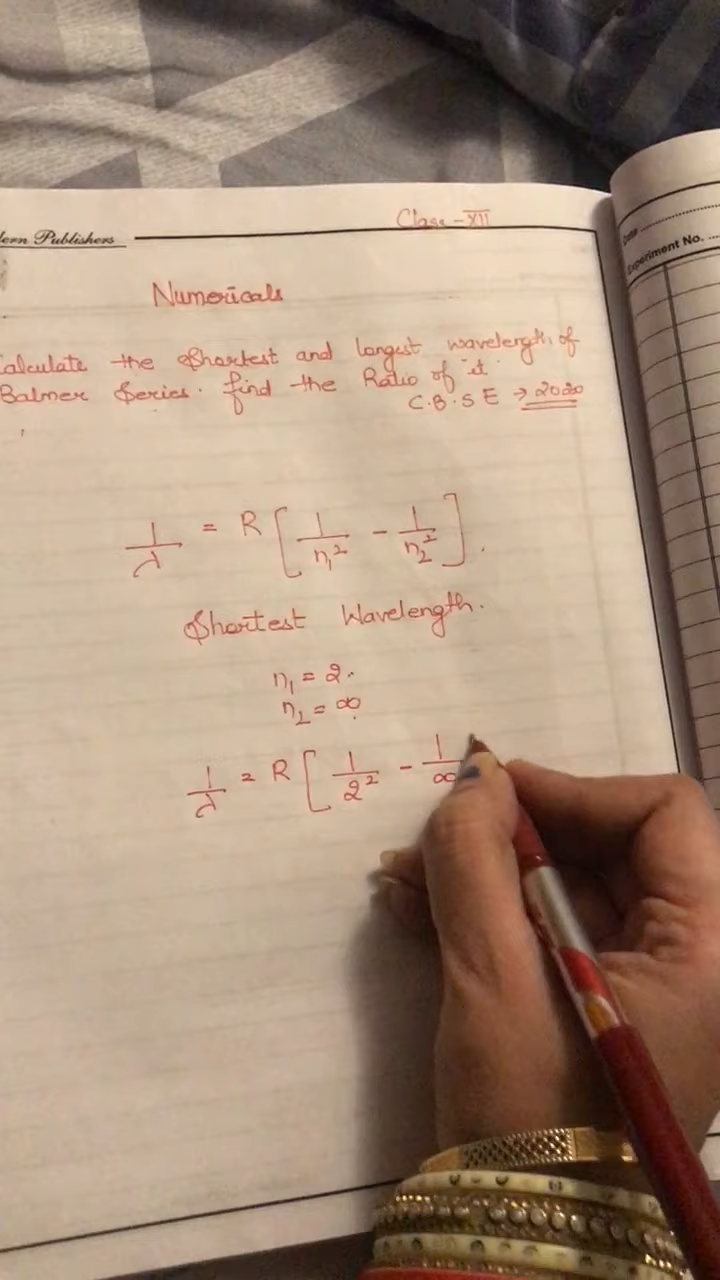 Class - XII
Publishers
Date
Experiment No.
Numericals
Calculate the Shortest and longest wavelength of
Balmer Series. find the Ratio of it.
C.B.S.E → 2020
1/λ = R [ 1/n₁² - 1/n₂² ].
Shortest Wavelength.
n₁ = 2.
n₂ = ∞
1/λ = R [ 1/2² - 1/∞